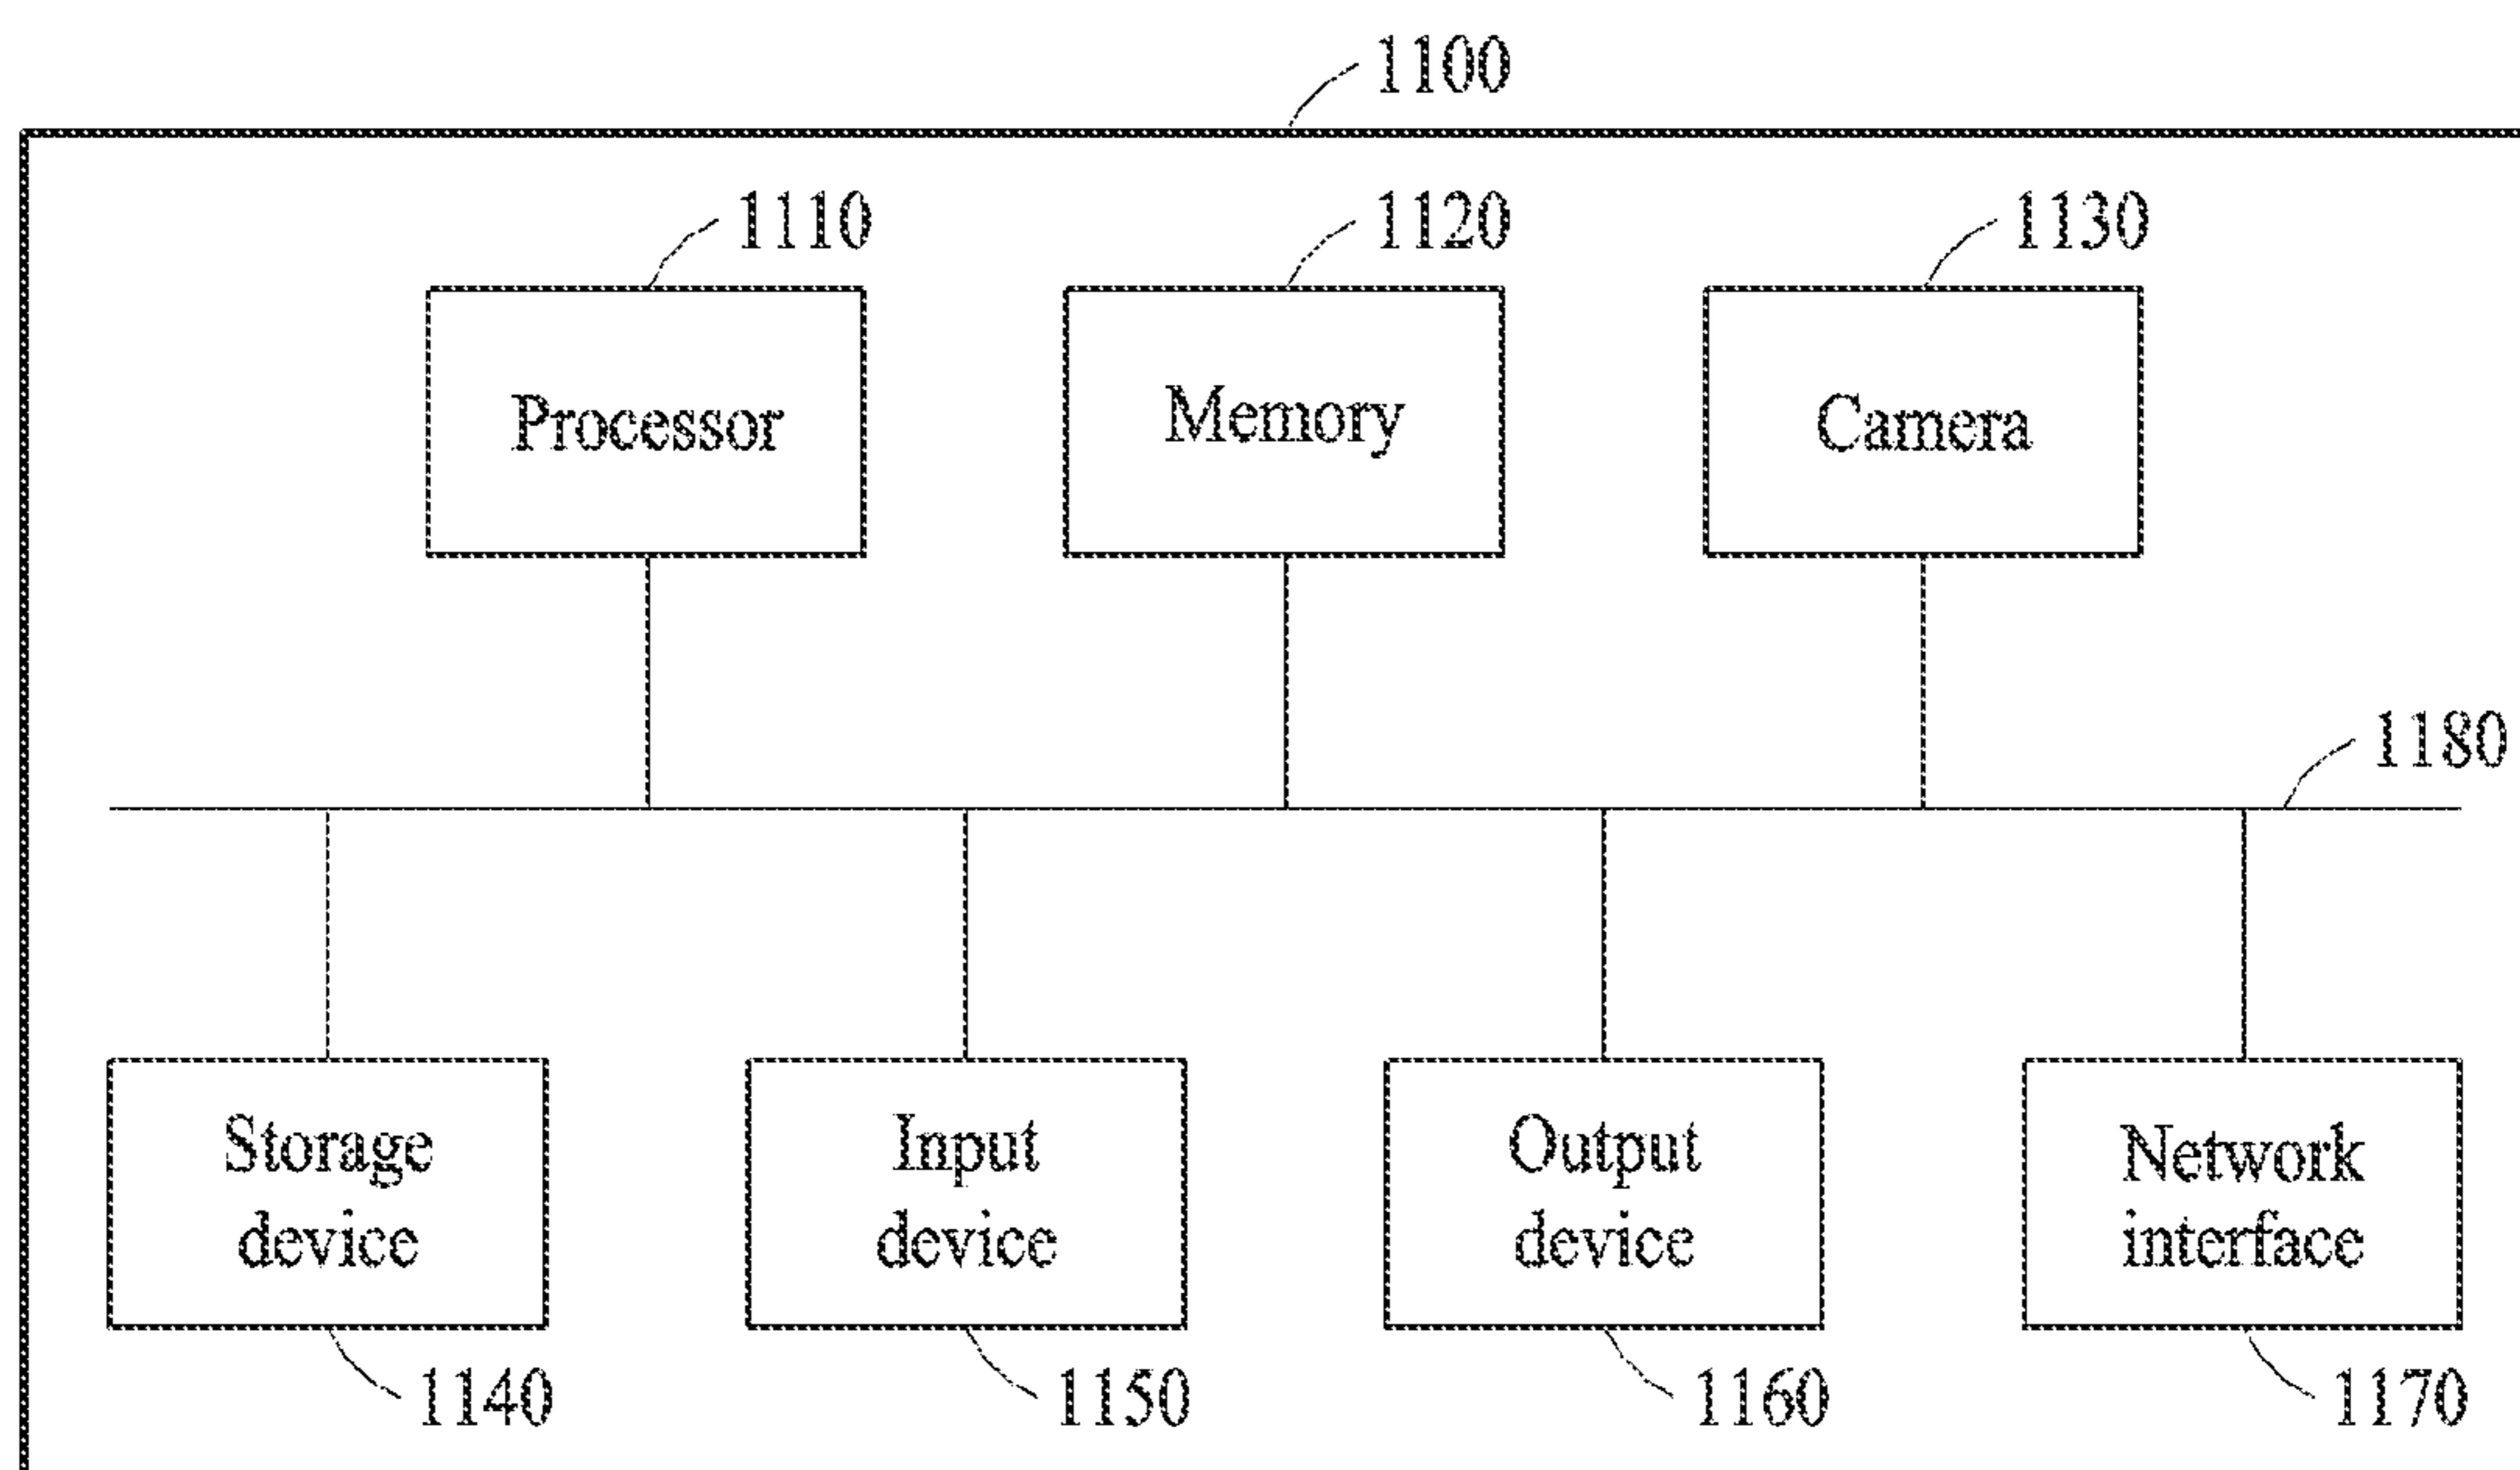 1100
1110
1120
1130
Processor
Memory
Camera
1180
Storage
device
Input
device
Output
device
Network
interface
1140
1150
1160
1170